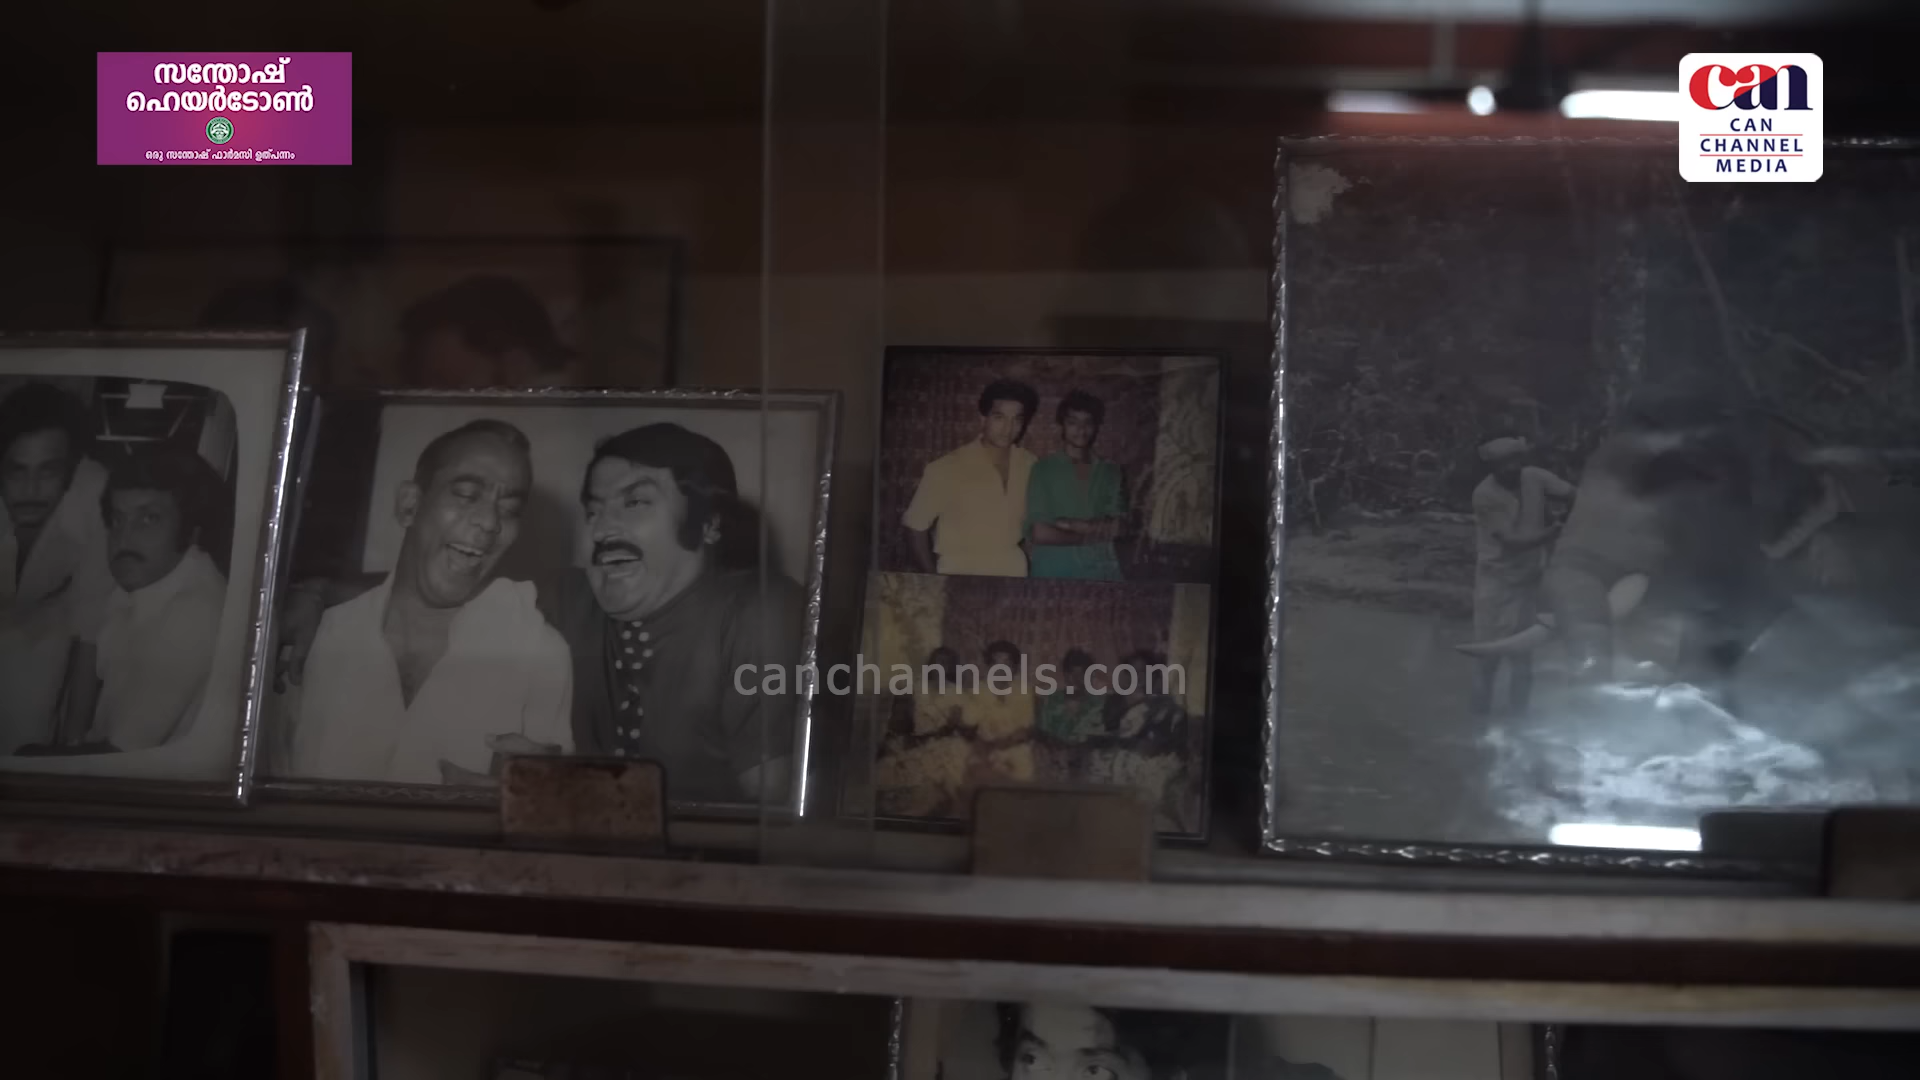 സന്തോഷ്
ഹെയർടോൺ
ഒരു സന്തോഷ് ഫാർമസി ഉത്പന്നം
can
CAN
CHANNEL
MEDIA
canchannels.com